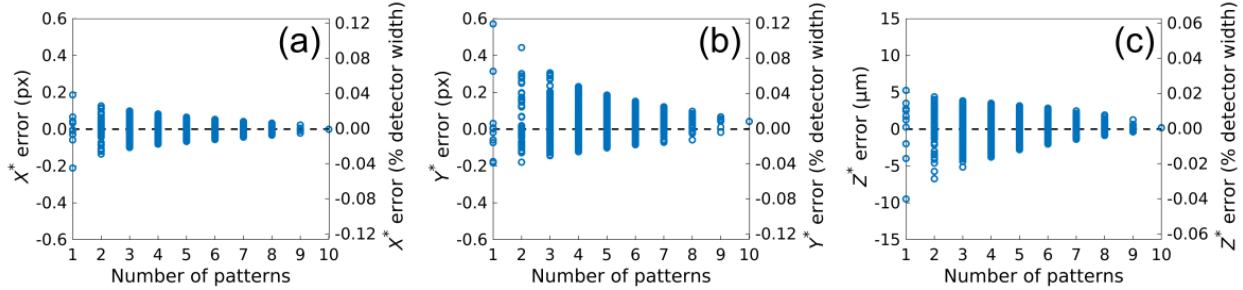 (a)
X* error (px)
0.6
0.4
0.2
0.0
-0.2
-0.4
-0.6
1 2 3 4 5 6 7 8 9 10
Number of patterns
0.12
0.08
0.04
0.00
-0.04
-0.08
-0.12
X* error (% detector width)
(b)
Y* error (px)
0.6
0.4
0.2
0.0
-0.2
-0.4
-0.6
1 2 3 4 5 6 7 8 9 10
Number of patterns
0.12
0.08
0.04
0.00
-0.04
-0.08
-0.12
Y* error (% detector width)
(c)
Z* error (μm)
15
10
5
0
-5
-10
-15
1 2 3 4 5 6 7 8 9 10
Number of patterns
0.06
0.04
0.02
0.00
-0.02
-0.04
-0.06
Z* error (% detector width)